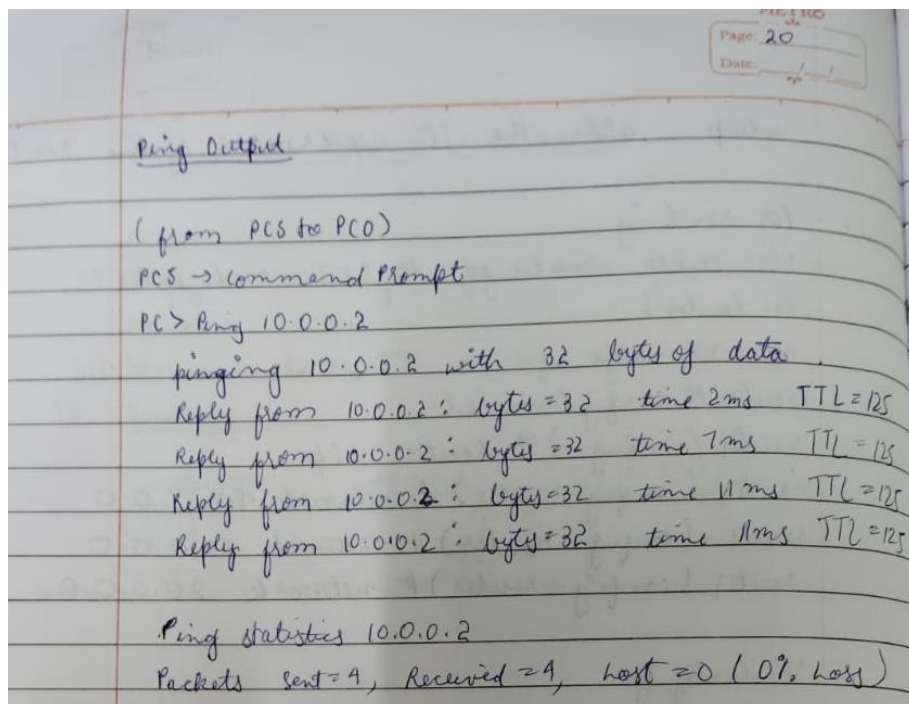 METRO
Page: 20
Date: / /
Ping Output
(from PC5 to PC0)
PC5 → Command Prompt
PC> Ping 10.0.0.2
pinging 10.0.0.2 with 32 bytes of data.
Reply from 10.0.0.2: bytes=32 time 2ms TTL=125
Reply from 10.0.0.2: bytes=32 time 7ms TTL=125
Reply from 10.0.0.2: bytes=32 time 11ms TTL=125
Reply from 10.0.0.2: bytes=32 time 11ms TTL=125
Ping statistics 10.0.0.2
Packets sent=4, Received=4, Lost=0 (0% Loss)